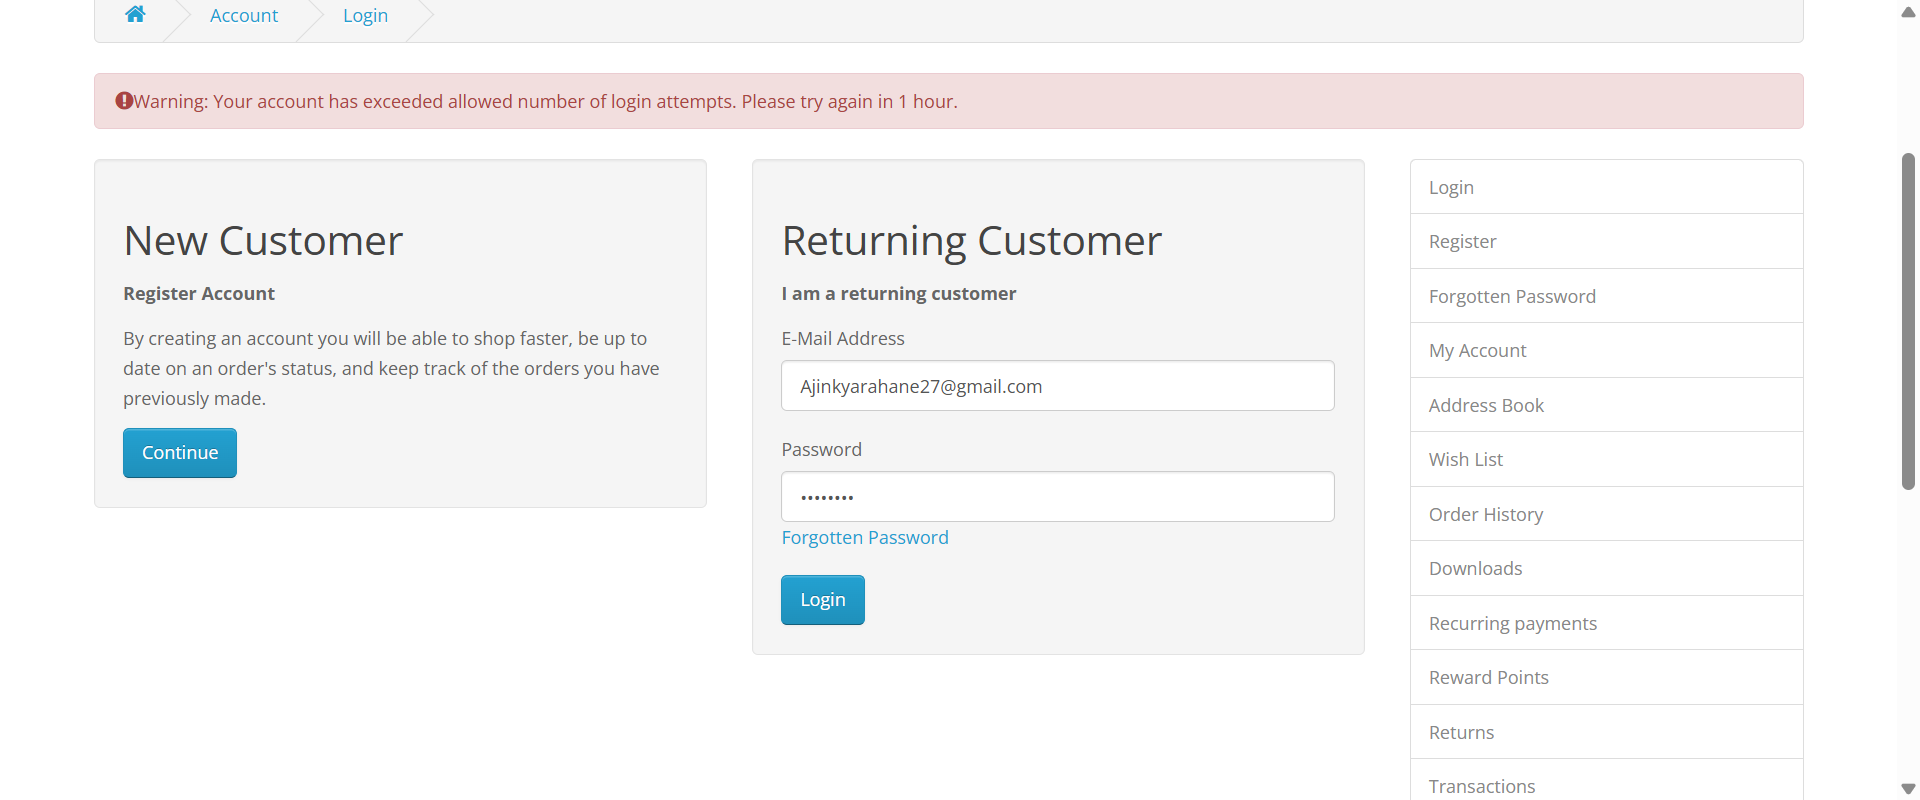 Account
Login
Warning: Your account has exceeded allowed number of login attempts. Please try again in 1 hour.
New Customer
Register Account
By creating an account you will be able to shop faster, be up to
date on an order's status, and keep track of the orders you have
previously made.
Continue
Returning Customer
I am a returning customer
E-Mail Address
Ajinkyarahane27@gmail.com
Password
••••••••
Forgotten Password
Login
Login
Register
Forgotten Password
My Account
Address Book
Wish List
Order History
Downloads
Recurring payments
Reward Points
Returns
Transactions